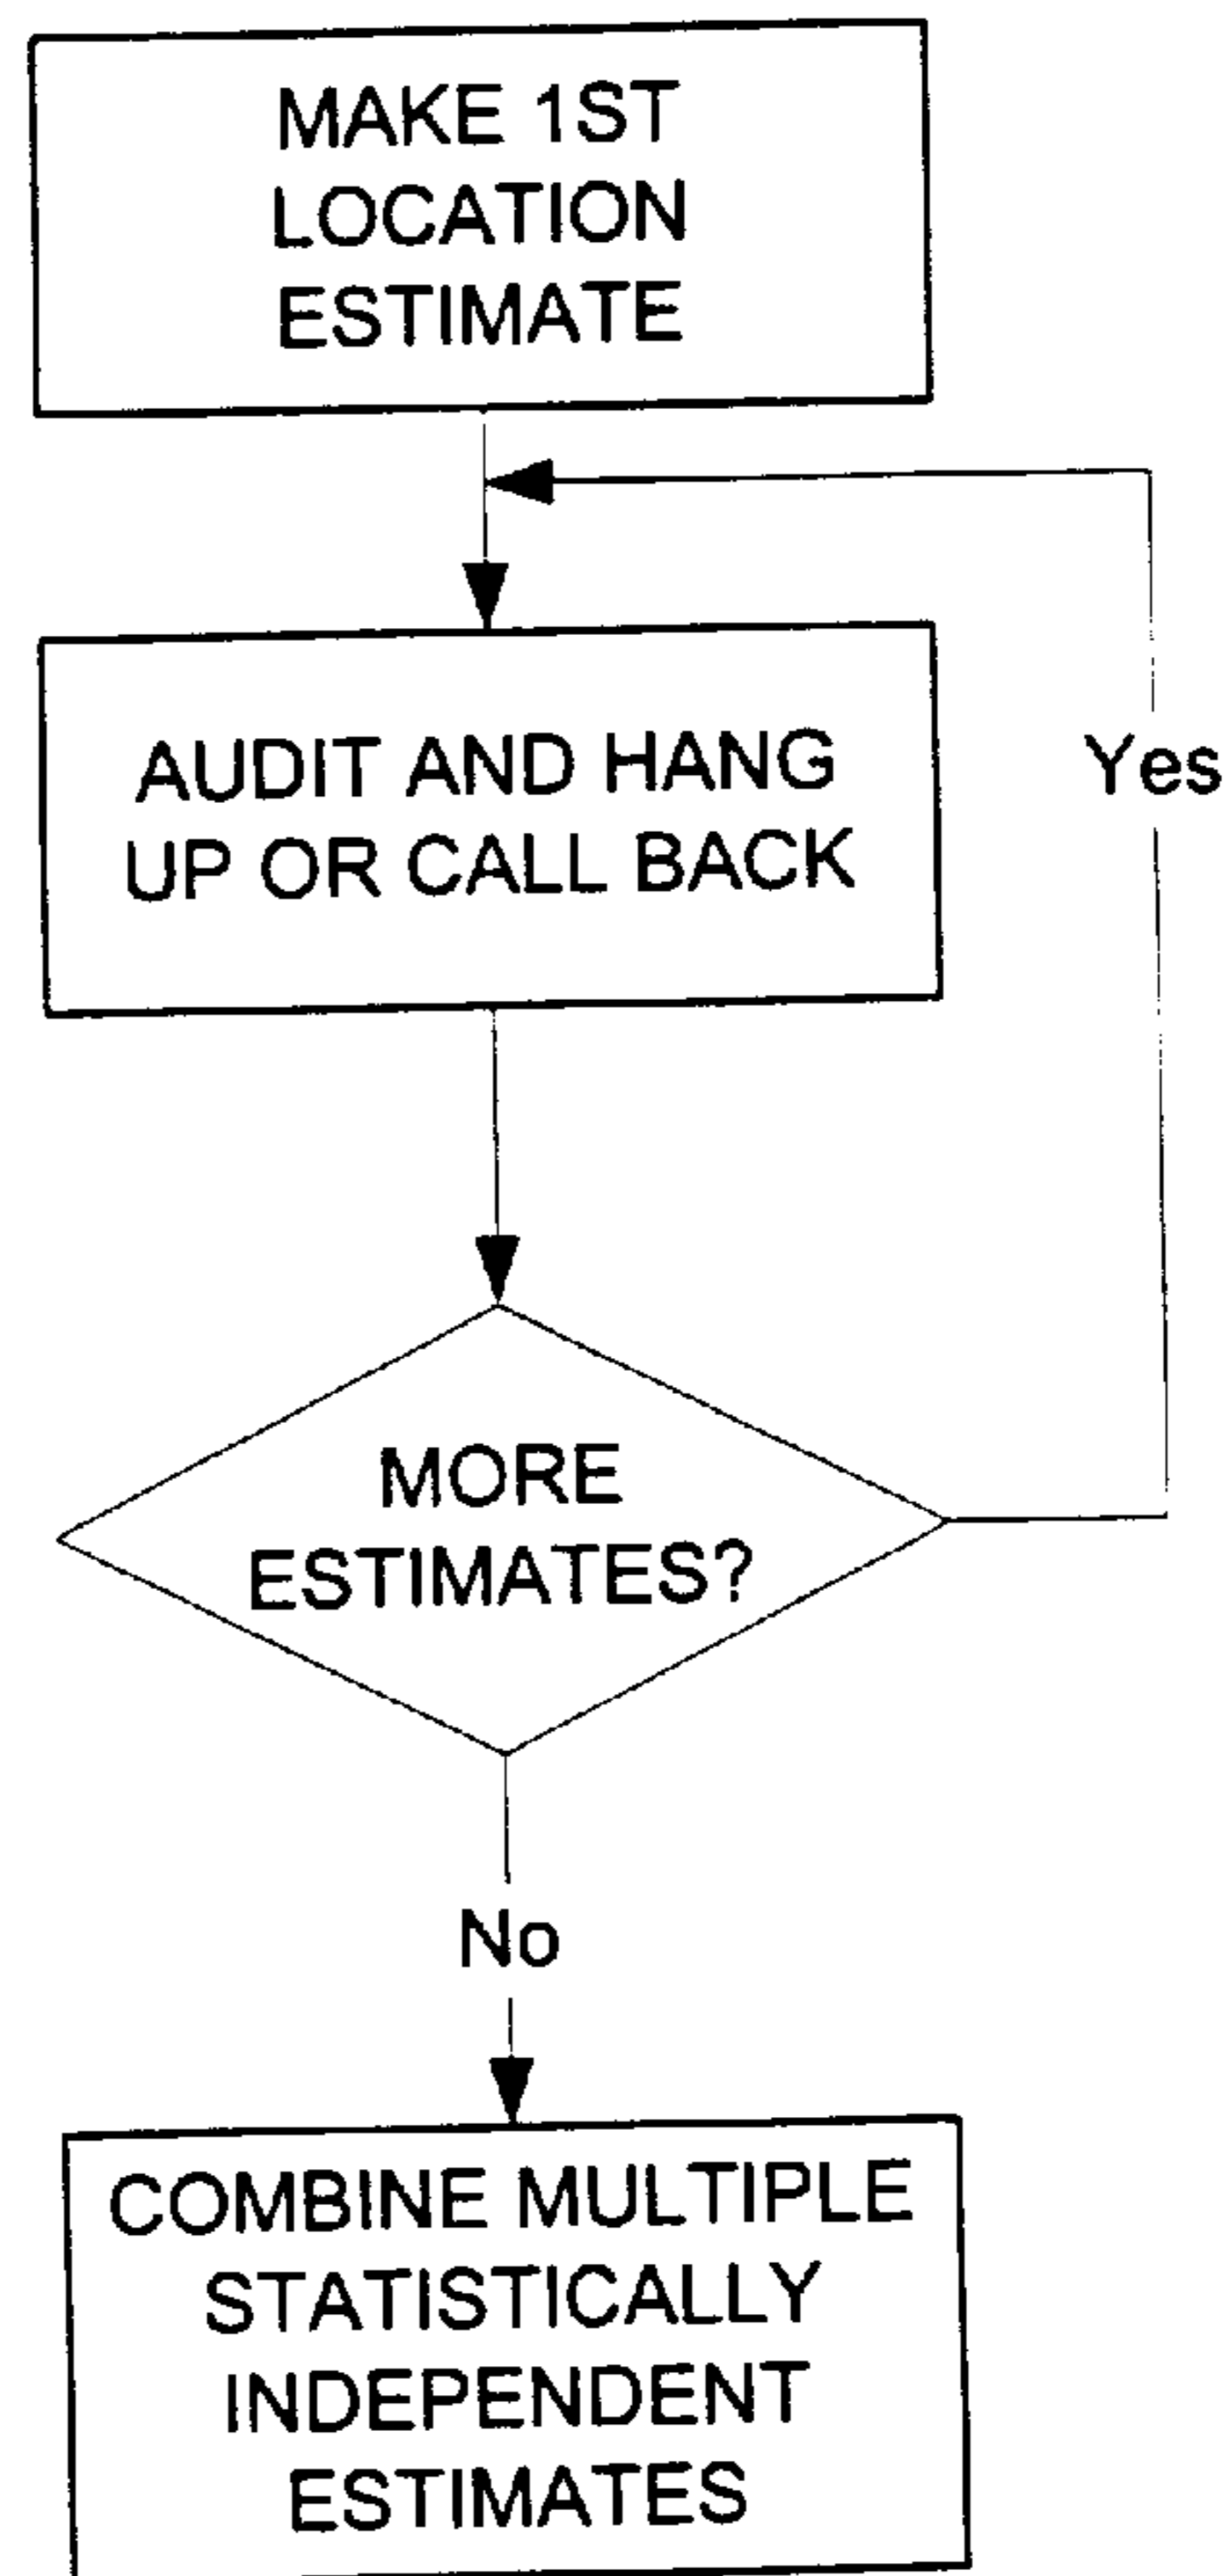 MAKE 1ST
LOCATION
ESTIMATE
AUDIT AND HANG
UP OR CALL BACK
Yes
MORE
ESTIMATES?
No
COMBINE MULTIPLE
STATISTICALLY
INDEPENDENT
ESTIMATES